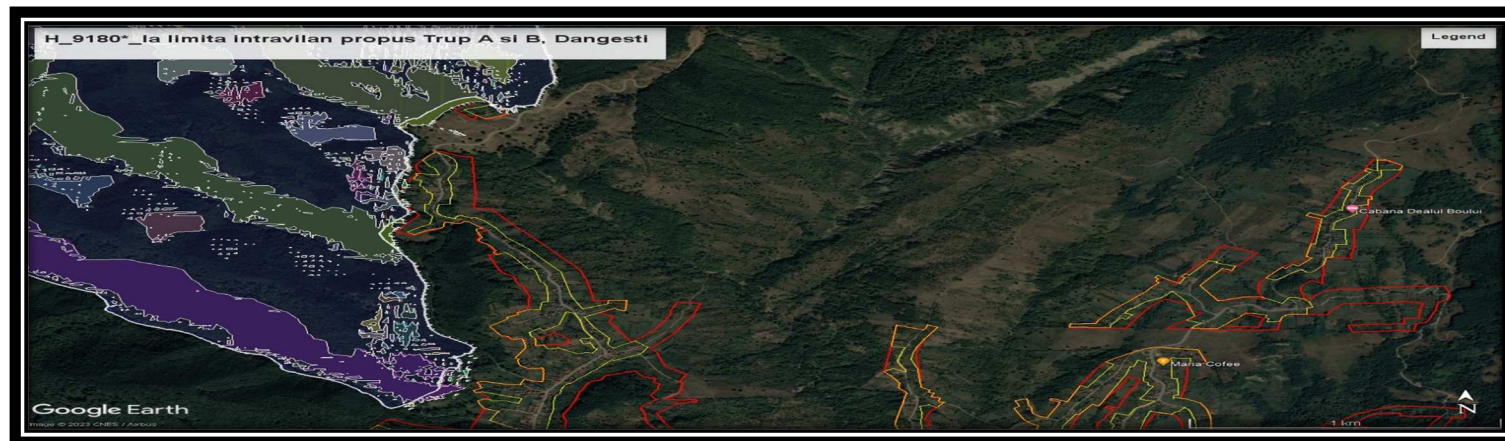 H_9180*_la limita intravilan propus Trup A si B, Dangesti
Legend
Cabana Dealul Boului
Maria Cofee
Google Earth
Image © 2023 CNES / Airbus
1 km
N